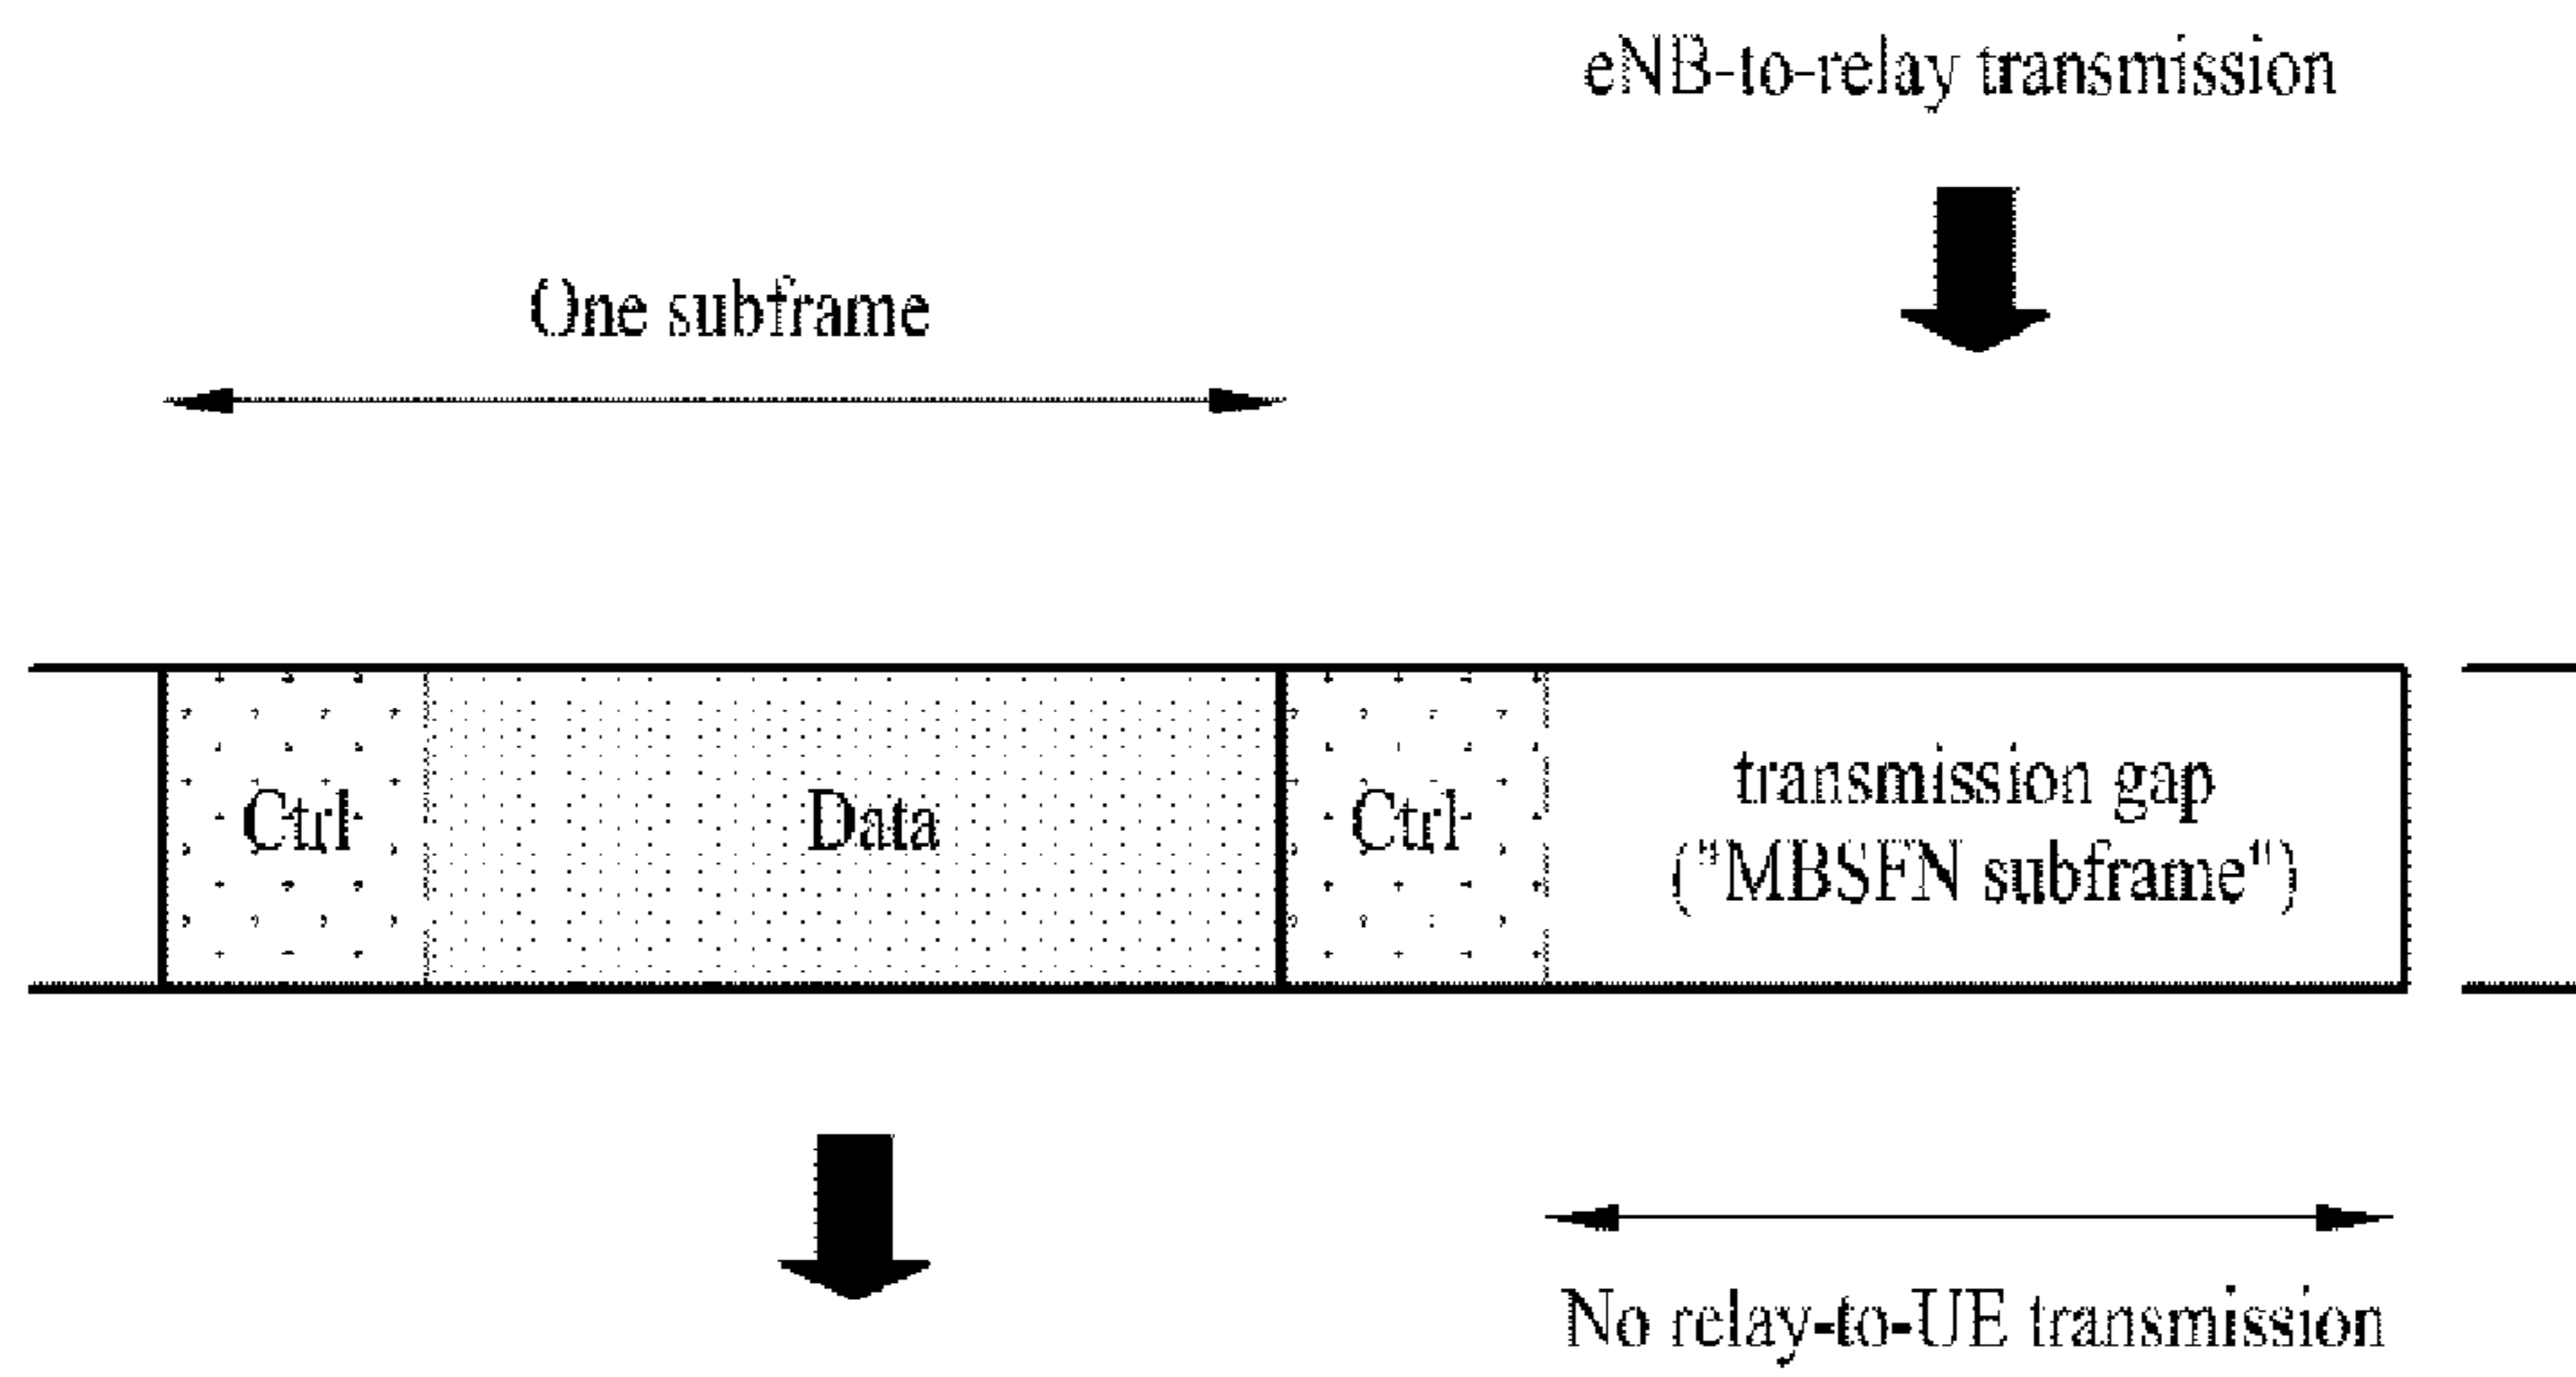 eNB-to-relay transmission
One subframe
Ctrl
Data
Ctrl
transmission gap
("MBSFN subframe")
No relay-to-UE transmission